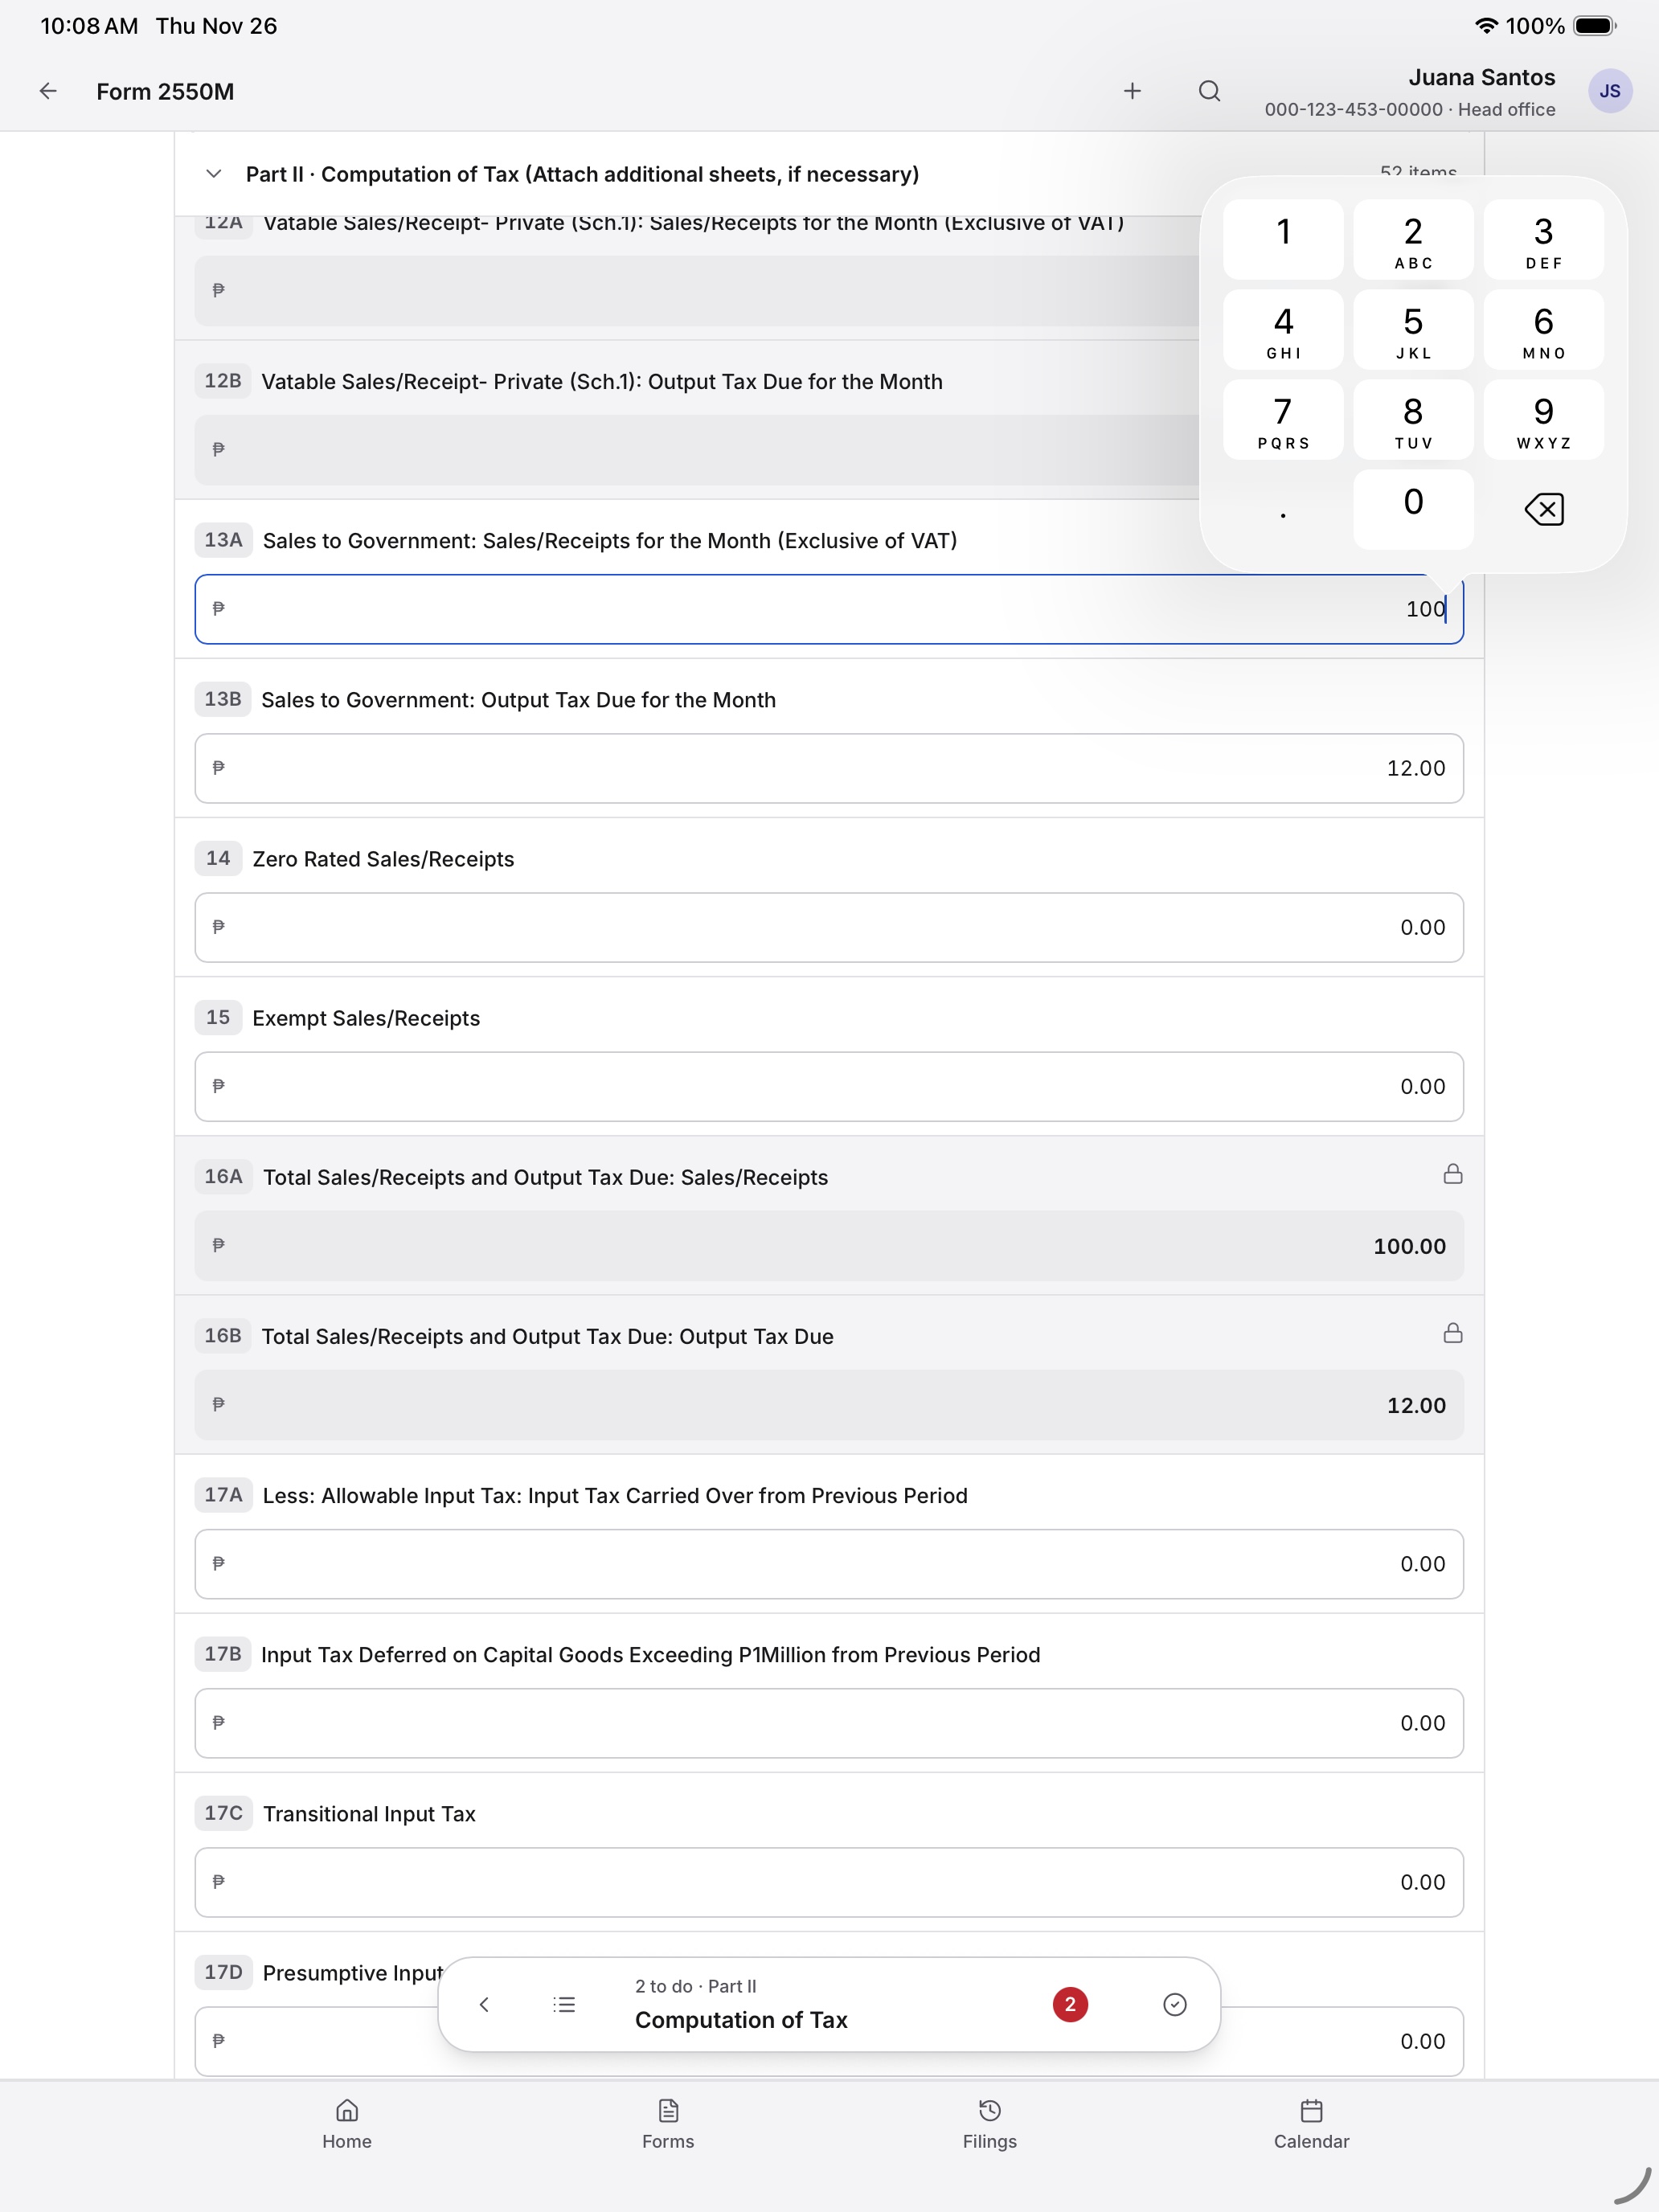 10:08 AM Thu Nov 26
100%
Form 2550M
Juana Santos
000-123-453-00000 · Head office
JS
Part II · Computation of Tax (Attach additional sheets, if necessary)
52 items
12A Vatable Sales/Receipt- Private (Sch.1): Sales/Receipts for the Month (Exclusive of VAT)
₱
12B Vatable Sales/Receipt- Private (Sch.1): Output Tax Due for the Month
₱
1
2
ABC
3
DEF
4
GHI
5
JKL
6
MNO
7
PQRS
8
TUV
9
WXYZ
.
0
13A Sales to Government: Sales/Receipts for the Month (Exclusive of VAT)
₱ 100
13B Sales to Government: Output Tax Due for the Month
₱ 12.00
14 Zero Rated Sales/Receipts
₱ 0.00
15 Exempt Sales/Receipts
₱ 0.00
16A Total Sales/Receipts and Output Tax Due: Sales/Receipts
₱ 100.00
16B Total Sales/Receipts and Output Tax Due: Output Tax Due
₱ 12.00
17A Less: Allowable Input Tax: Input Tax Carried Over from Previous Period
₱ 0.00
17B Input Tax Deferred on Capital Goods Exceeding P1Million from Previous Period
₱ 0.00
17C Transitional Input Tax
₱ 0.00
17D Presumptive Input
₱ 0.00
2 to do · Part II
Computation of Tax
2
Home
Forms
Filings
Calendar